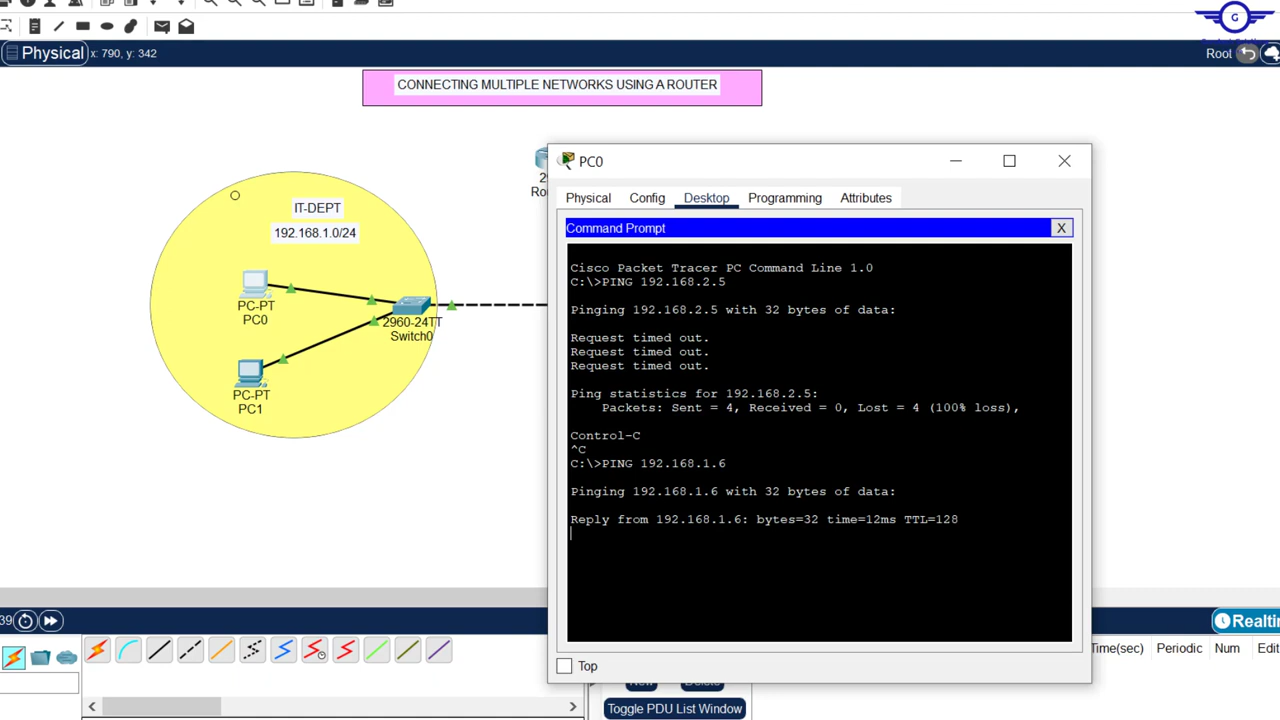 G
Physical x: 790, y: 342
Root
CONNECTING MULTIPLE NETWORKS USING A ROUTER
IT-DEPT
192.168.1.0/24
PC-PT
PC0
PC-PT
PC1
2960-24TT
Switch0
2
Rou
PC0
Physical Config Desktop Programming Attributes
Command Prompt X
Cisco Packet Tracer PC Command Line 1.0
C:\>PING 192.168.2.5
Pinging 192.168.2.5 with 32 bytes of data:
Request timed out.
Request timed out.
Request timed out.
Ping statistics for 192.168.2.5:
Packets: Sent = 4, Received = 0, Lost = 4 (100% loss),
Control-C
^C
C:\>PING 192.168.1.6
Pinging 192.168.1.6 with 32 bytes of data:
Reply from 192.168.1.6: bytes=32 time=12ms TTL=128
Top
39
Realtin
Time(sec) Periodic Num Edit
New Delete
Toggle PDU List Window